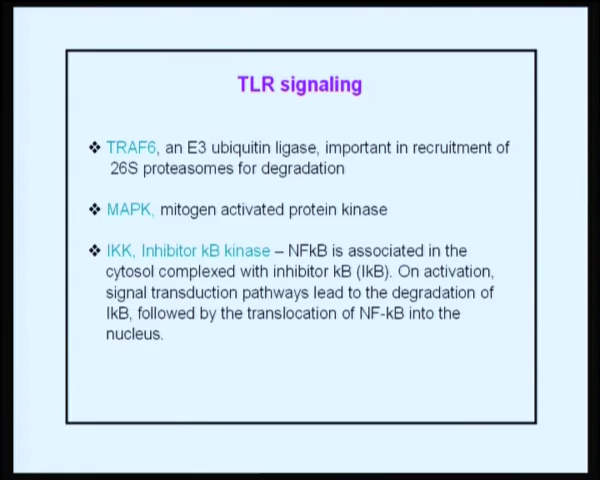 TLR signaling
❖ TRAF6, an E3 ubiquitin ligase, important in recruitment of
26S proteasomes for degradation
❖ MAPK, mitogen activated protein kinase
❖ IKK, Inhibitor kB kinase – NFkB is associated in the
cytosol complexed with inhibitor kB (IkB). On activation,
signal transduction pathways lead to the degradation of
IkB, followed by the translocation of NF-kB into the
nucleus.